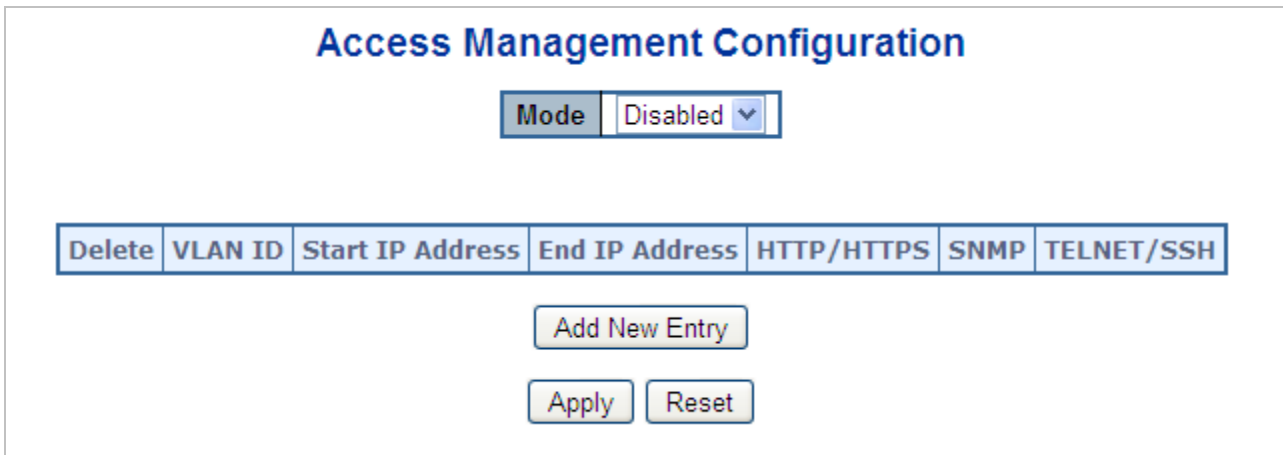 Access Management Configuration
Mode Disabled
Delete VLAN ID Start IP Address End IP Address HTTP/HTTPS SNMP TELNET/SSH
Add New Entry
Apply Reset